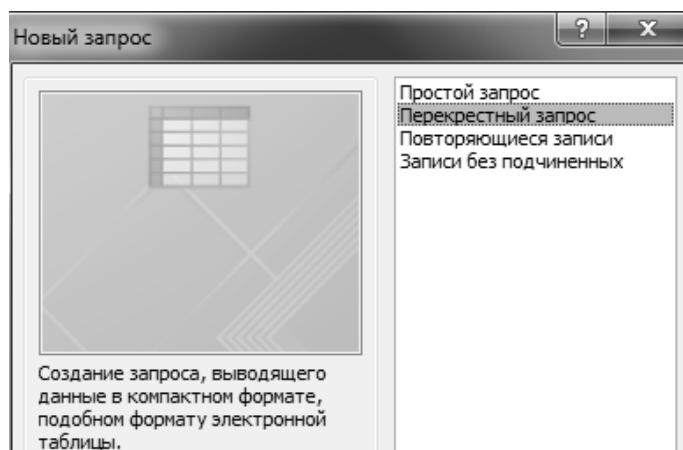 Новый запрос
? X
Простой запрос
Перекрестный запрос
Повторяющиеся записи
Записи без подчиненных
Создание запроса, выводящего
данные в компактном формате,
подобном формату электронной
таблицы.